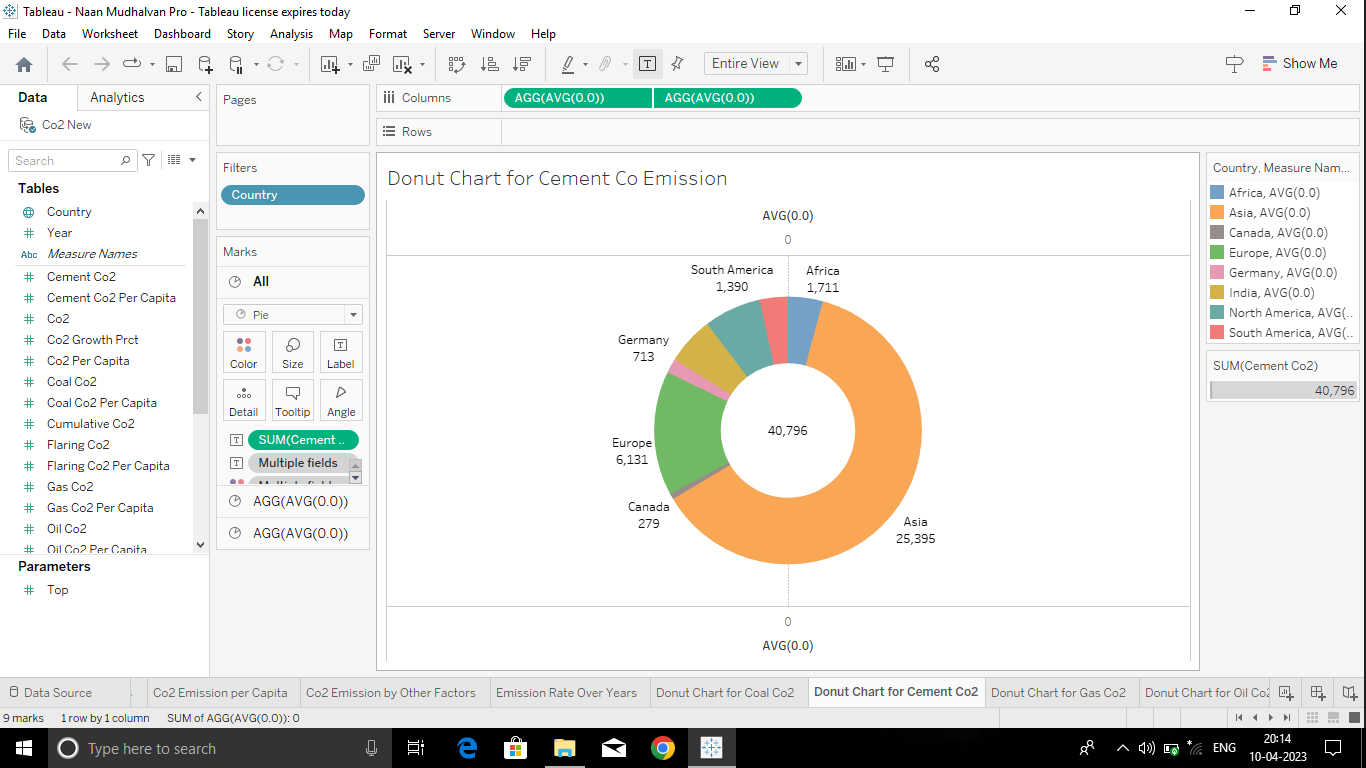 Tableau - Naan Mudhalvan Pro - Tableau license expires today
File Data Worksheet Dashboard Story Analysis Map Format Server Window Help
Entire View
Show Me
Data Analytics
Co2 New
Search
Tables
Country
Year
Abc Measure Names
Cement Co2
Cement Co2 Per Capita
Co2
Co2 Growth Prct
Co2 Per Capita
Coal Co2
Coal Co2 Per Capita
Cumulative Co2
Flaring Co2
Flaring Co2 Per Capita
Gas Co2
Gas Co2 Per Capita
Oil Co2
Oil Co2 Per Capita
Parameters
Top
Pages
Filters
Country
Marks
All
Pie
Color Size Label
Detail Tooltip Angle
SUM(Cement ..
Multiple fields
AGG(AVG(0.0))
AGG(AVG(0.0))
Columns AGG(AVG(0.0)) AGG(AVG(0.0))
Rows
Donut Chart for Cement Co Emission
AVG(0.0)
0
South America
1,390
Africa
1,711
Germany
713
Europe
6,131
40,796
Canada
279
Asia
25,395
0
AVG(0.0)
Country, Measure Nam...
Africa, AVG(0.0)
Asia, AVG(0.0)
Canada, AVG(0.0)
Europe, AVG(0.0)
Germany, AVG(0.0)
India, AVG(0.0)
North America, AVG(..
South America, AVG(..
SUM(Cement Co2)
40,796
Data Source Co2 Emission per Capita Co2 Emission by Other Factors Emission Rate Over Years Donut Chart for Coal Co2 Donut Chart for Cement Co2 Donut Chart for Gas Co2 Donut Chart for Oil Co2
9 marks 1 row by 1 column SUM of AGG(AVG(0.0)): 0
Type here to search
ENG
20:14
10-04-2023